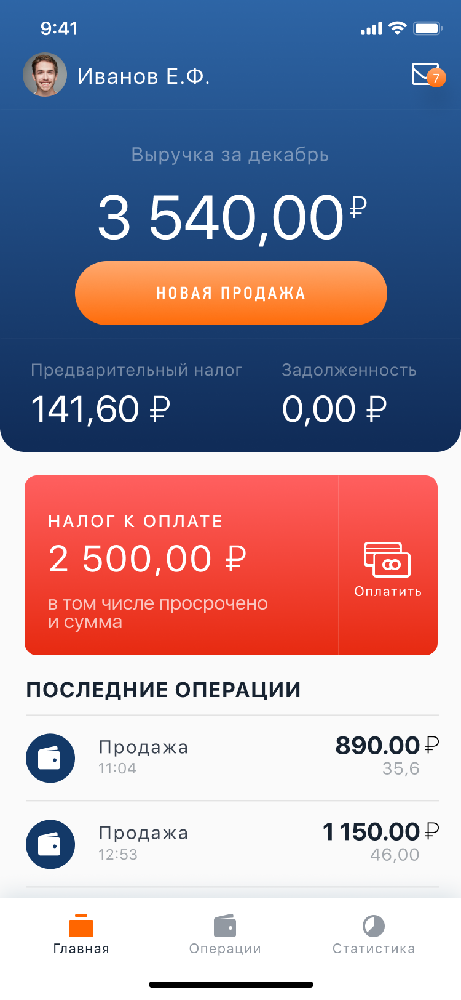 9:41
Иванов Е.Ф.
7
Выручка за декабрь
3 540,00 ₽
НОВАЯ ПРОДАЖА
Предварительный налог
141,60 ₽
Задолженность
0,00 ₽
НАЛОГ К ОПЛАТЕ
2 500,00 ₽
в том числе просрочено
и сумма
Оплатить
ПОСЛЕДНИЕ ОПЕРАЦИИ
Продажа
11:04
890.00 ₽
35,6
Продажа
12:53
1 150.00 ₽
46,00
Главная
Операции
Статистика